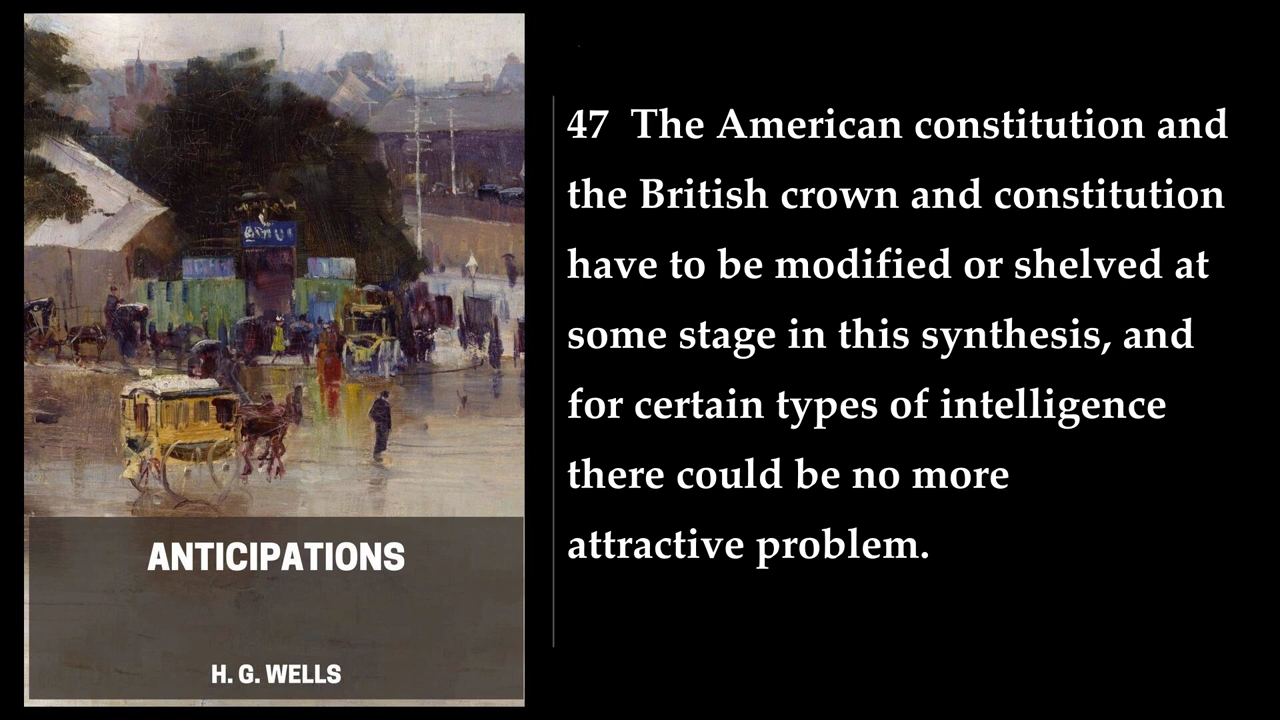 47 The American constitution and
the British crown and constitution
have to be modified or shelved at
some stage in this synthesis, and
for certain types of intelligence
there could be no more
attractive problem.
ANTICIPATIONS
H. G. WELLS